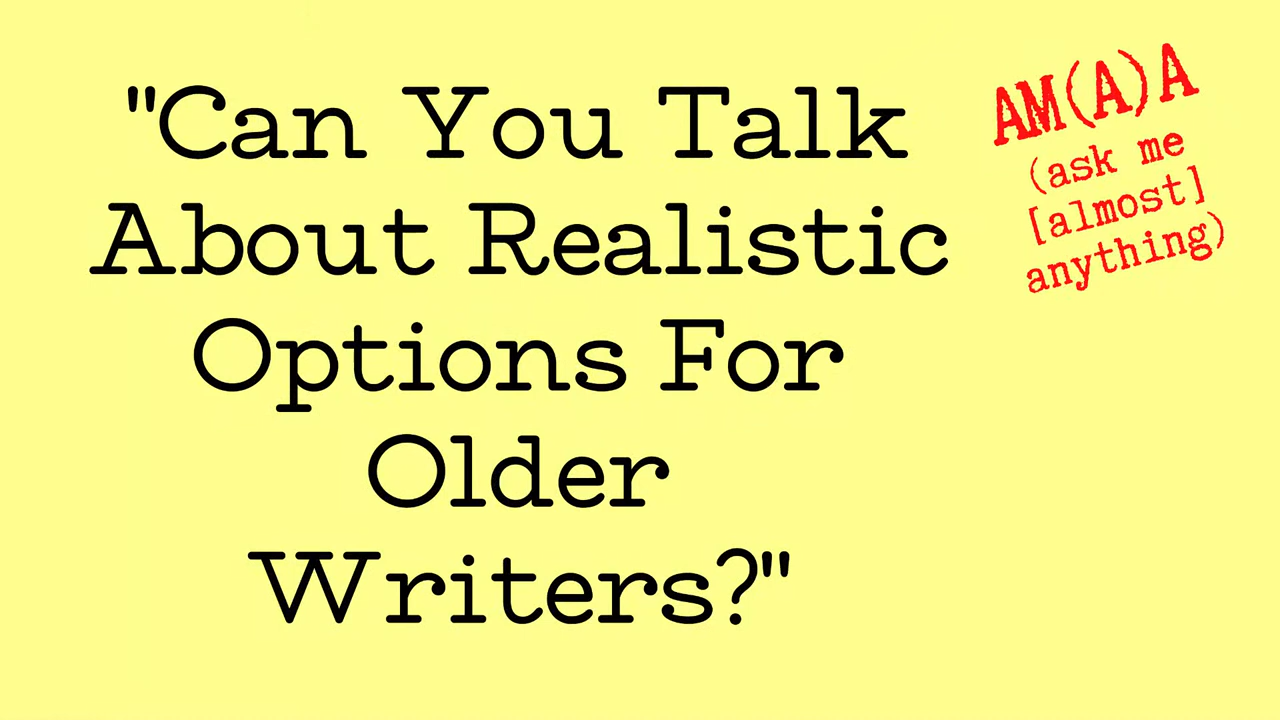 "Can You Talk
About Realistic
Options For
Older
Writers?"
AM(A)A
(ask me
[almost]
anything)